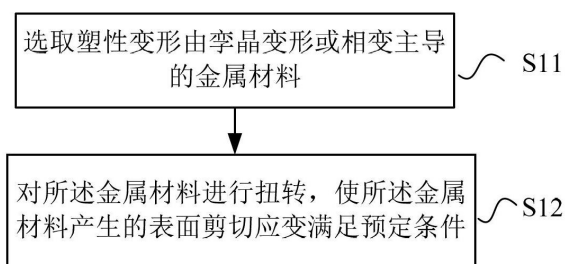 选取塑性变形由孪晶变形或相变主导
的金属材料
S11
对所述金属材料进行扭转，使所述金属
材料产生的表面剪切应变满足预定条件
S12